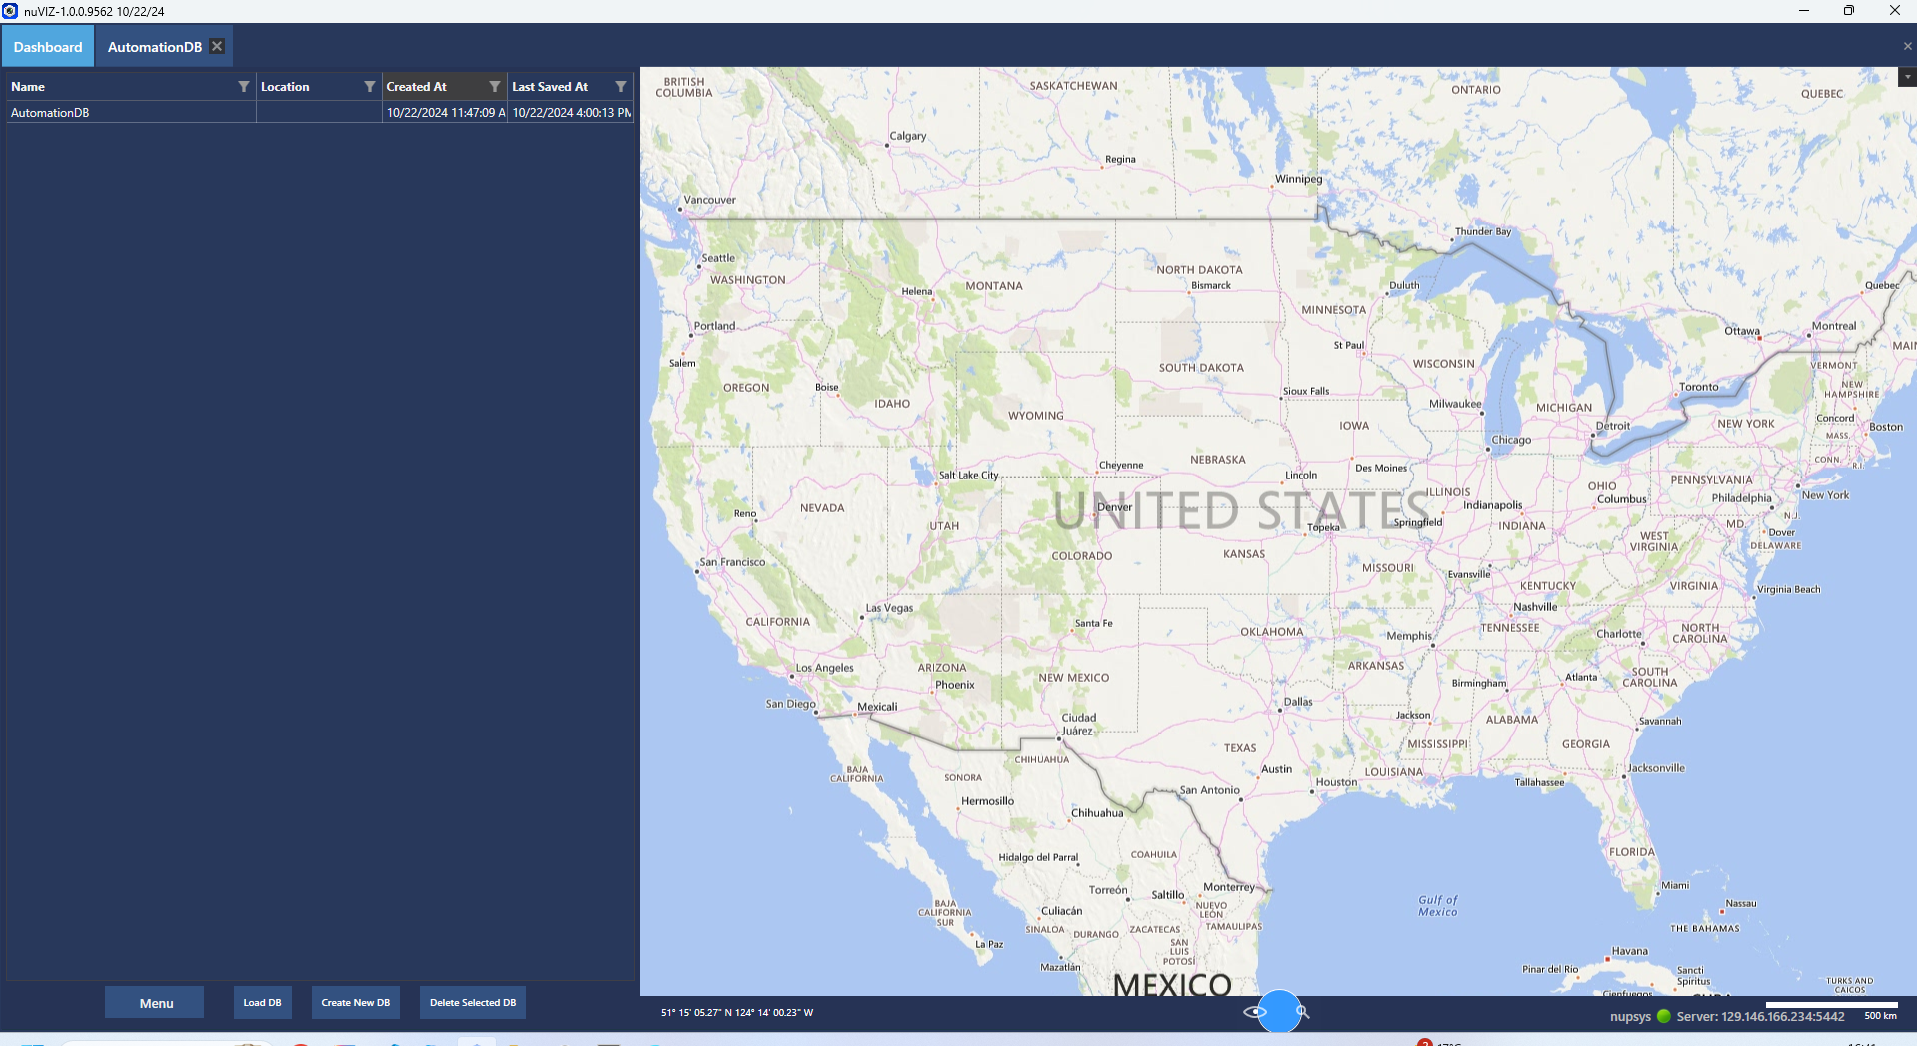 nuVIZ-1.0.0.9562 10/22/24
Dashboard AutomationDB
Name Location Created At Last Saved At
AutomationDB 10/22/2024 11:47:09 A 10/22/2024 4:00:13 PM
BRITISH COLUMBIA
SASKATCHEWAN
ONTARIO
QUEBEC
Calgary
Regina
Winnipeg
Vancouver
Thunder Bay
Seattle
WASHINGTON
NORTH DAKOTA
Bismarck
Helena
MONTANA
Duluth
Quebec
MINNESOTA
Portland
Ottawa
Montreal
St Paul
MAIN
Salem
WISCONSIN
VERMONT
SOUTH DAKOTA
OREGON
Boise
IDAHO
Sioux Falls
Toronto
NEW HAMPSHIRE
WYOMING
Milwaukee
MICHIGAN
Concord
IOWA
Detroit
NEW YORK
Boston
MASS.
Chicago
NEBRASKA
CONN.
R.I.
Cheyenne
Salt Lake City
Lincoln
Des Moines
PENNSYLVANIA
OHIO
ILLINOIS
Columbus
Philadelphia
New York
NEVADA
Reno
UNITED STATES
Denver
Indianapolis
UTAH
Topeka
Springfield
INDIANA
MD.
N.J.
Dover
DELAWARE
WEST VIRGINIA
COLORADO
KANSAS
San Francisco
MISSOURI
Evansville
KENTUCKY
VIRGINIA
Virginia Beach
Las Vegas
Nashville
CALIFORNIA
Santa Fe
OKLAHOMA
Memphis
TENNESSEE
Charlotte
NORTH CAROLINA
Los Angeles
ARIZONA
NEW MEXICO
ARKANSAS
SOUTH CAROLINA
Phoenix
Birmingham
Atlanta
San Diego
Mexicali
Dallas
Ciudad Juárez
Jackson
ALABAMA
Savannah
TEXAS
MISSISSIPPI
GEORGIA
CHIHUAHUA
BAJA CALIFORNIA
SONORA
Austin
LOUISIANA
Jacksonville
Houston
Tallahassee
San Antonio
Hermosillo
Chihuahua
Hidalgo del Parral
COAHUILA
FLORIDA
Torreón
Saltillo
Monterrey
Miami
BAJA CALIFORNIA SUR
Culiacán
NUEVO LEÓN
Gulf of Mexico
Nassau
SINALOA
DURANGO
ZACATECAS
TAMAULIPAS
THE BAHAMAS
La Paz
SAN LUIS POTOSÍ
Havana
Mazatlán
Pinar del Río
Sancti Spiritus
MEXICO
TURKS AND CAICOS
Cienfuegos
Menu Load DB Create New DB Delete Selected DB
51° 15' 05.27" N 124° 14' 00.23" W
nupsys Server: 129.146.166.234:5442
500 km